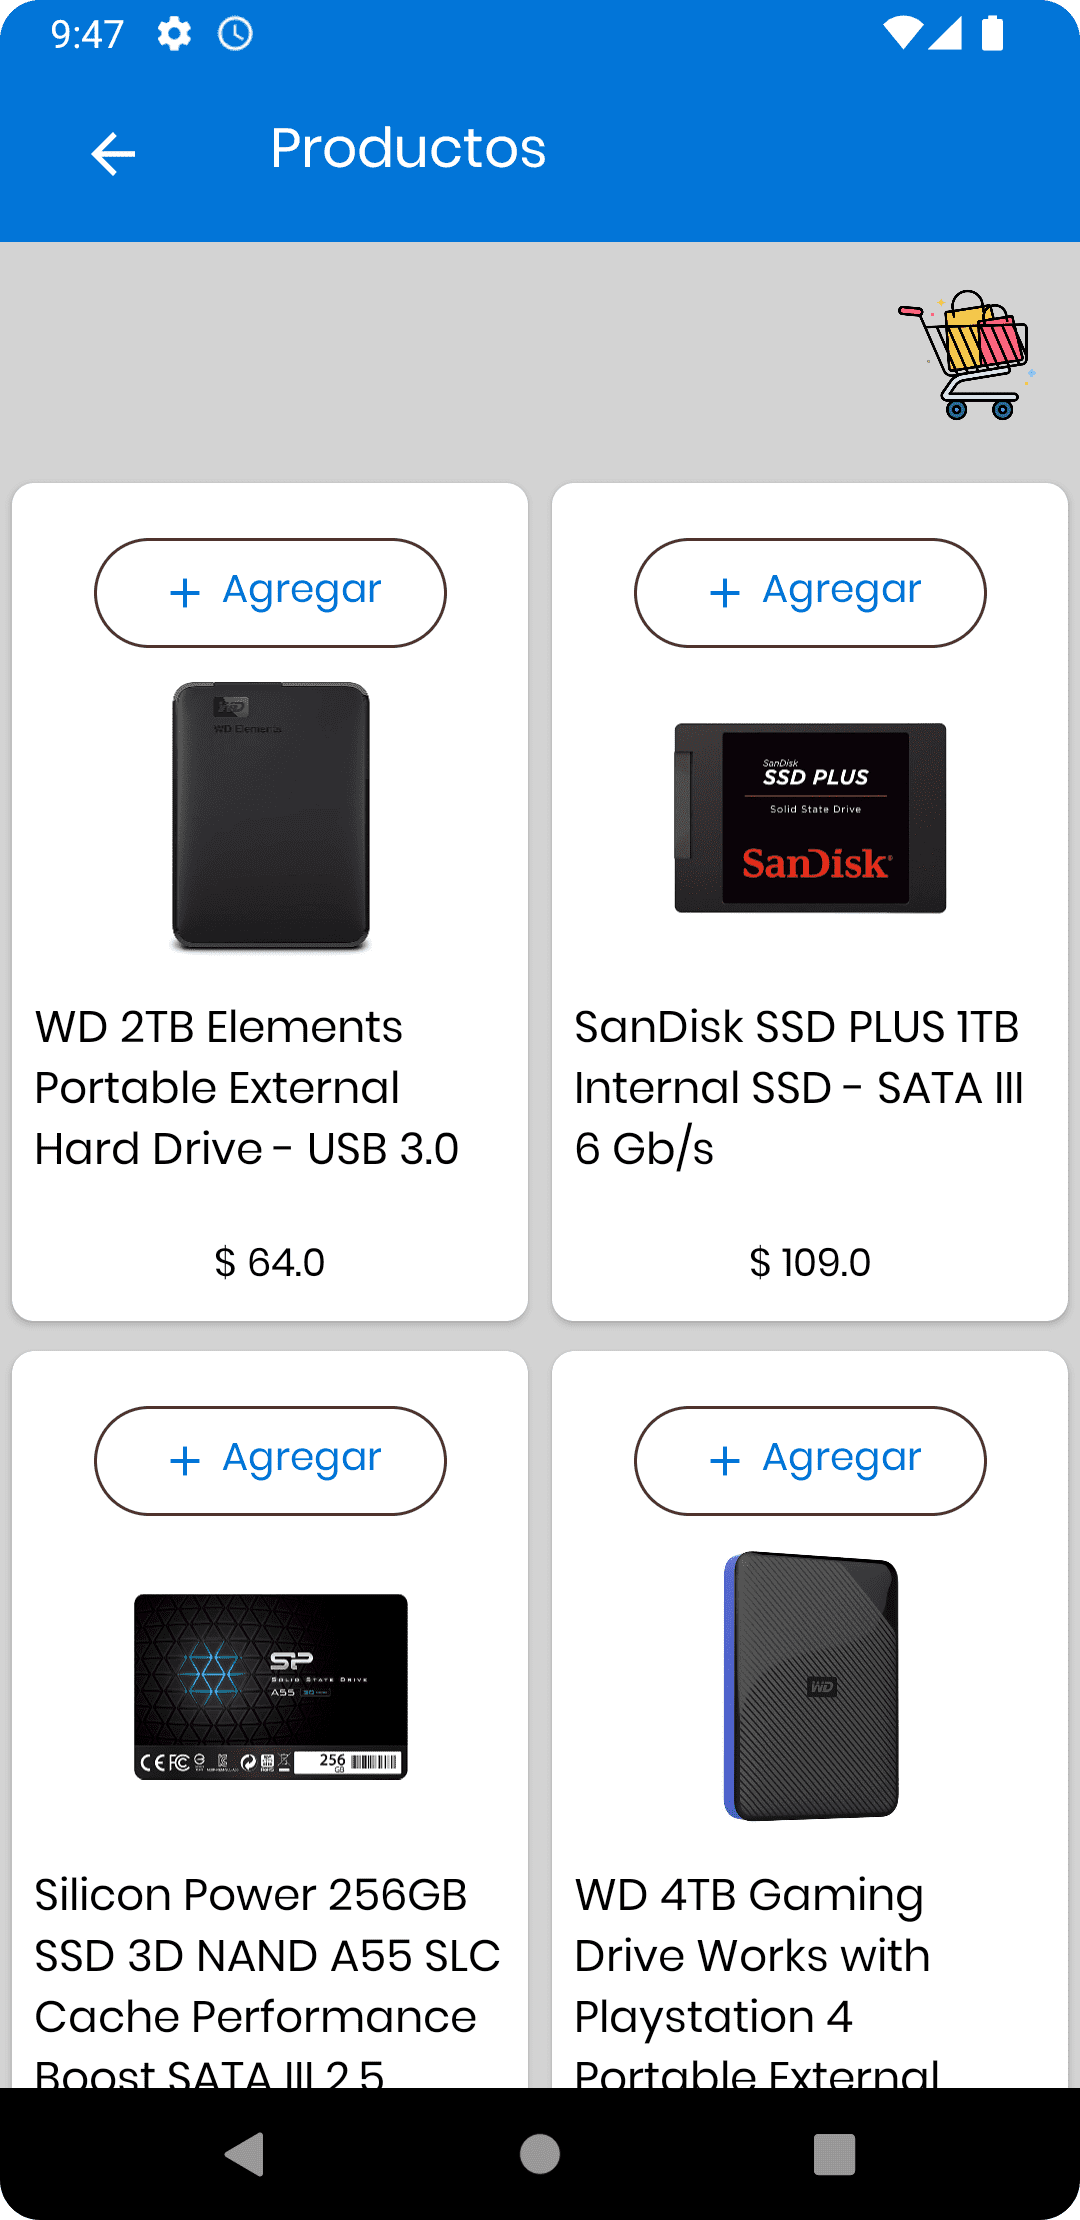 9:47
Productos
+ Agregar
+ Agregar
WD
WD Elements
SanDisk
SSD PLUS
Solid State Drive
SanDisk
WD 2TB Elements
Portable External
Hard Drive - USB 3.0
$ 64.0
SanDisk SSD PLUS 1TB
Internal SSD - SATA III
6 Gb/s
$ 109.0
+ Agregar
+ Agregar
SP
SOLID STATE DRIVE
A55
256
GB
WD
Silicon Power 256GB
SSD 3D NAND A55 SLC
Cache Performance
Boost SATA III 2.5
WD 4TB Gaming
Drive Works with
Playstation 4
Portable External